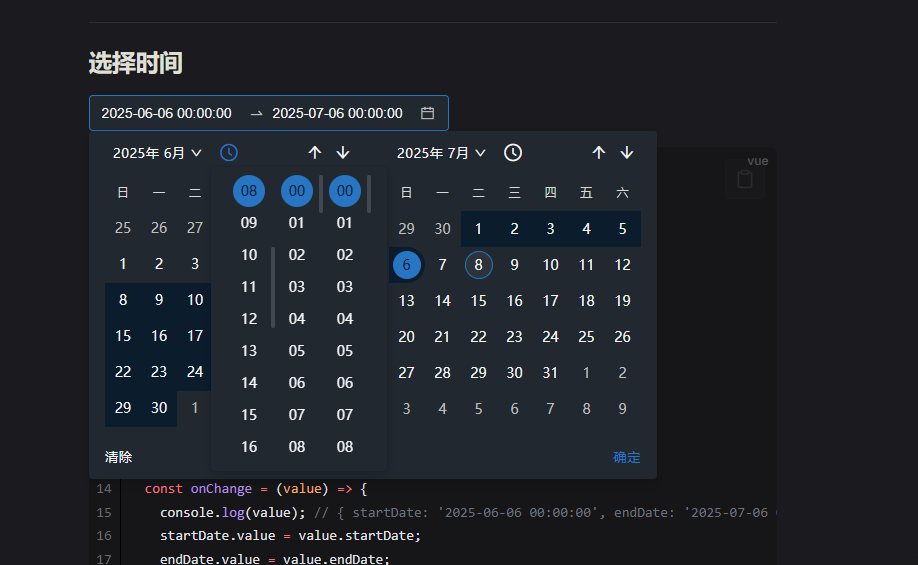 选择时间
2025-06-06 00:00:00 → 2025-07-06 00:00:00
vue
2025年 6月 2025年 7月
日 一 二 日 一 二 三 四 五 六
08 00 00
25 26 27 09 01 01 29 30 1 2 3 4 5
1 2 3 10 02 02 6 7 8 9 10 11 12
11 03 03
8 9 10 12 04 04 13 14 15 16 17 18 19
15 16 17 13 05 05 20 21 22 23 24 25 26
22 23 24 14 06 06 27 28 29 30 31 1 2
29 30 1 15 07 07 3 4 5 6 7 8 9
16 08 08
清除 确定
14 const onChange = (value) => {
15 console.log(value); // { startDate: '2025-06-06 00:00:00', endDate: '2025-07-06
16 startDate.value = value.startDate;
17 endDate.value = value.endDate;